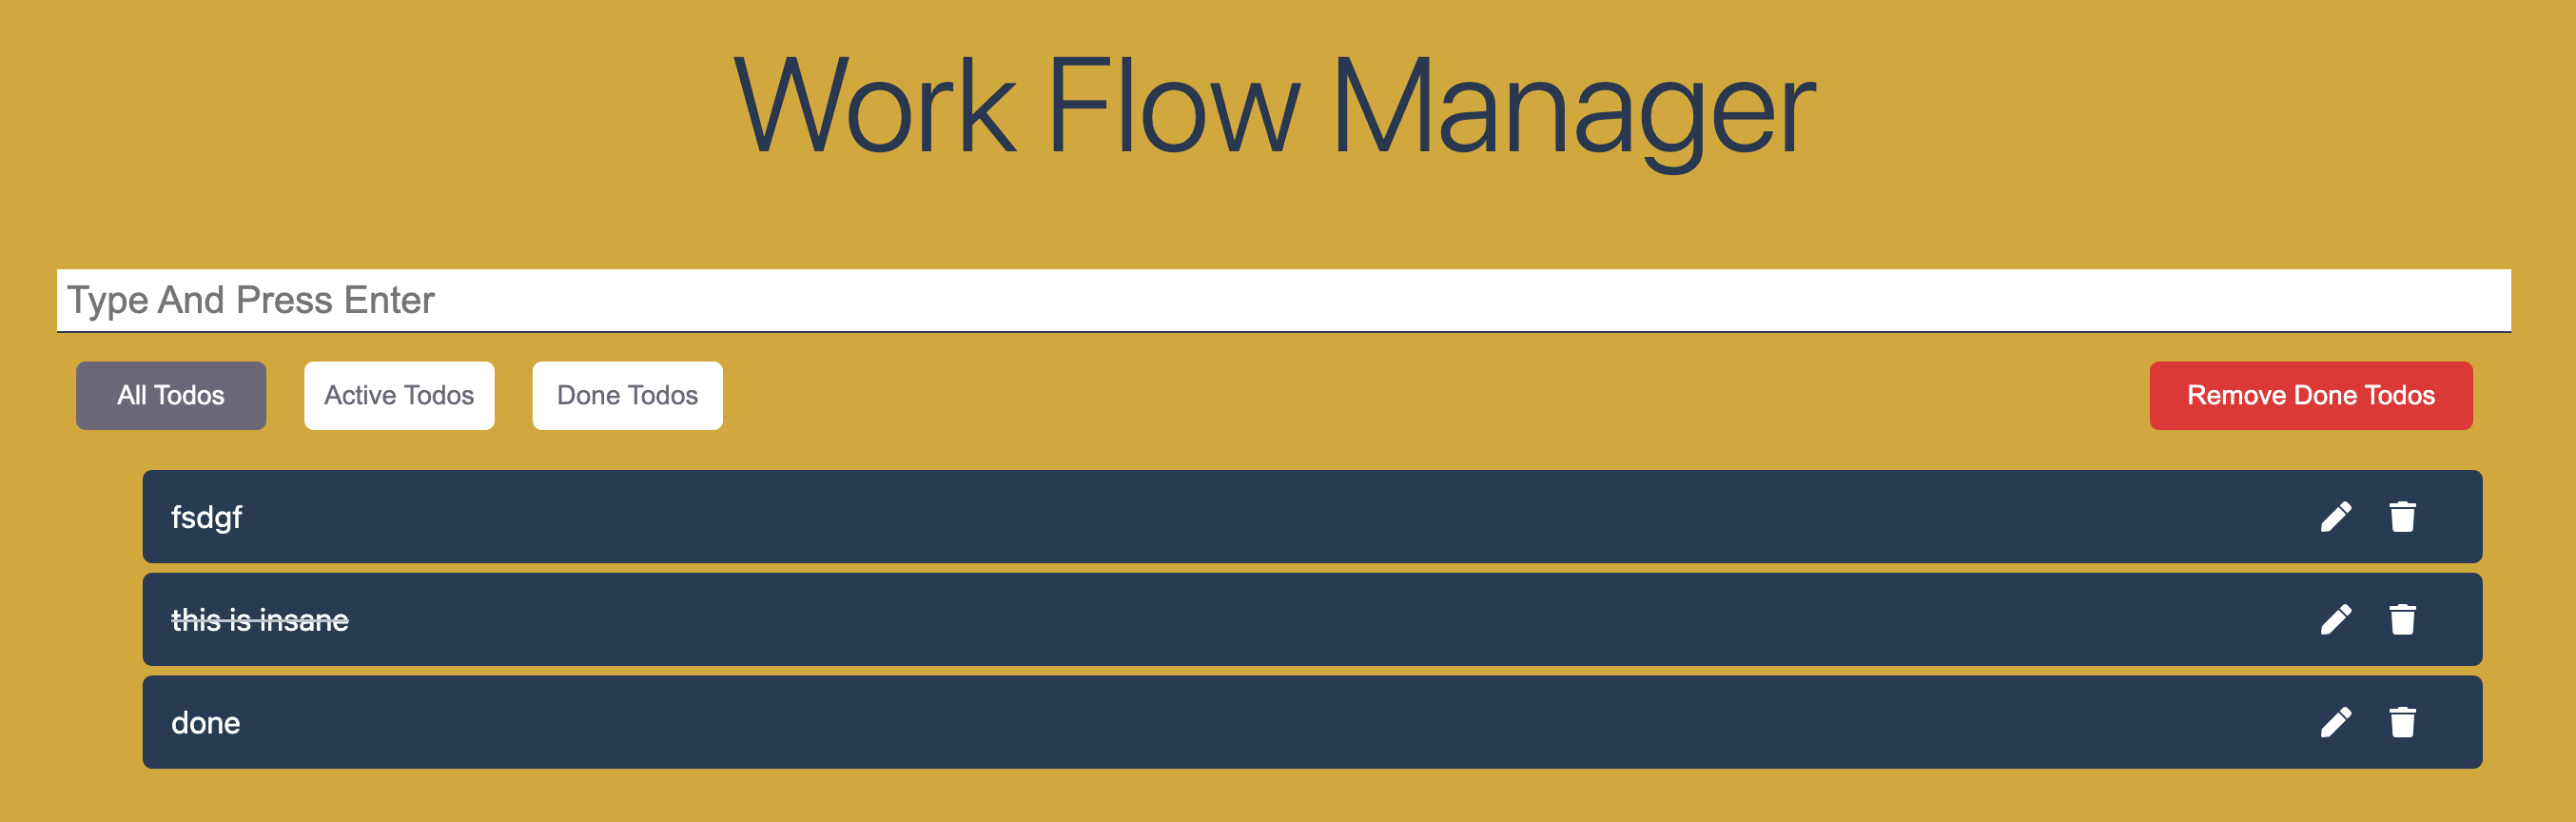 Work Flow Manager
Type And Press Enter
All Todos Active Todos Done Todos Remove Done Todos
fsdgf
this is insane
done